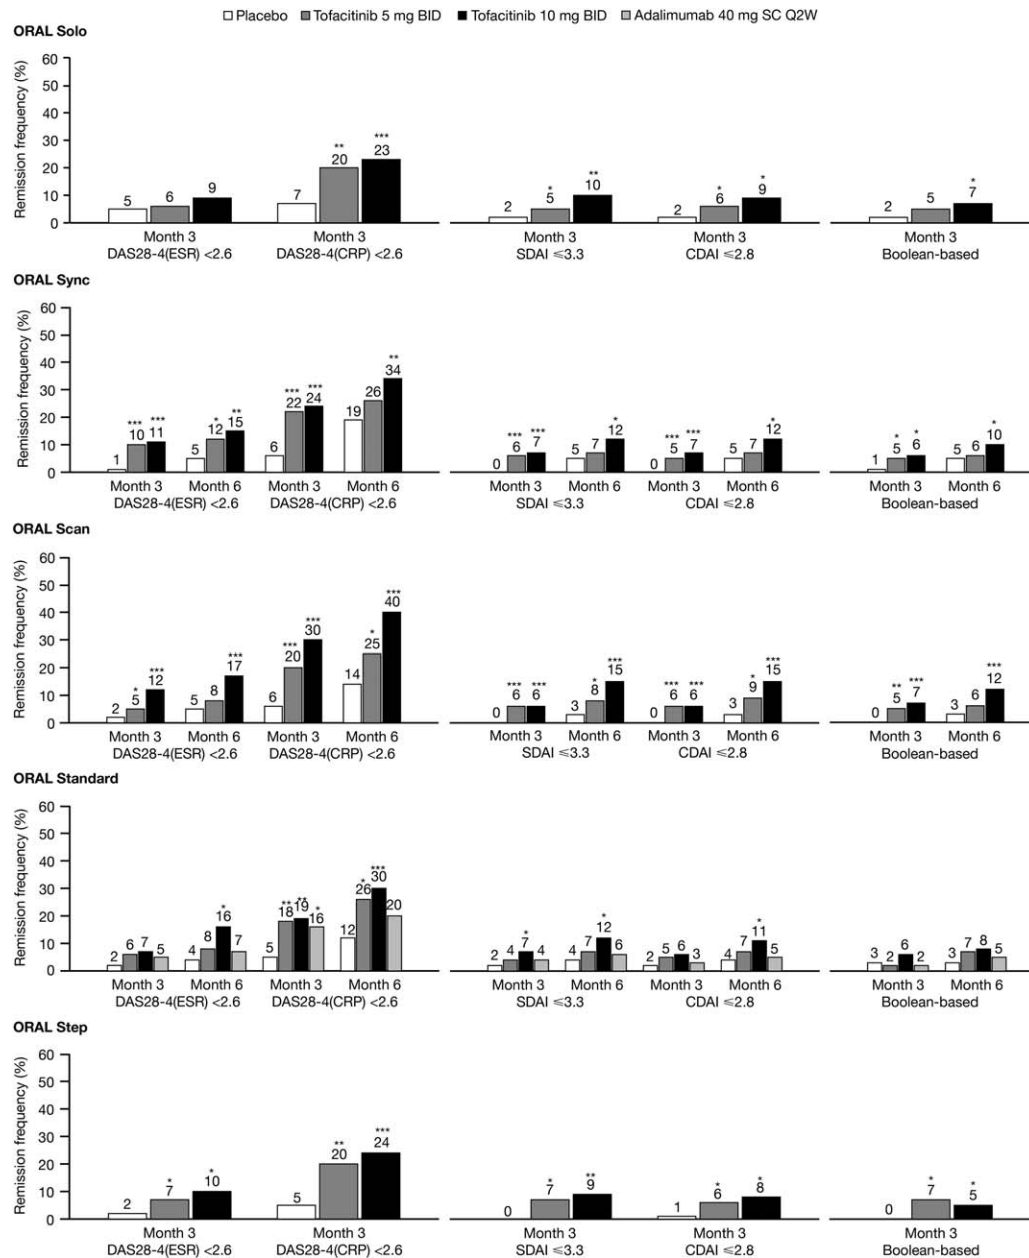 Placebo Tofacitinib 5 mg BID Tofacitinib 10 mg BID Adalimumab 40 mg SC Q2W
ORAL Solo
Remission frequency (%)
60
50
40
30
20
10
0
5 6 9
7 ** 20 *** 23
2 * 5 ** 10
2 * 6 * 9
2 5 * 7
Month 3 Month 3 Month 3 Month 3 Month 3
DAS28-4(ESR) <2.6 DAS28-4(CRP) <2.6 SDAI ⩽3.3 CDAI ⩽2.8 Boolean-based
ORAL Sync
Remission frequency (%)
60
50
40
30
20
10
0
1 *** 10 *** 11
5 * 12 ** 15
6 *** 22 *** 24
19 26 ** 34
0 *** 6 *** 7
5 7 * 12
0 *** 5 *** 7
5 7 * 12
1 * 5 * 6
5 6 * 10
Month 3 Month 6 Month 3 Month 6 Month 3 Month 6 Month 3 Month 6 Month 3 Month 6
DAS28-4(ESR) <2.6 DAS28-4(CRP) <2.6 SDAI ⩽3.3 CDAI ⩽2.8 Boolean-based
ORAL Scan
Remission frequency (%)
60
50
40
30
20
10
0
2 * 5 *** 12
5 8 *** 17
6 *** 20 *** 30
14 * 25 *** 40
0 *** 6 *** 6
3 * 8 *** 15
0 *** 6 *** 6
3 * 9 *** 15
0 ** 5 *** 7
3 6 *** 12
Month 3 Month 6 Month 3 Month 6 Month 3 Month 6 Month 3 Month 6 Month 3 Month 6
DAS28-4(ESR) <2.6 DAS28-4(CRP) <2.6 SDAI ⩽3.3 CDAI ⩽2.8 Boolean-based
ORAL Standard
Remission frequency (%)
60
50
40
30
20
10
0
2 6 7 5
4 8 * 16 7
5 ** 18 ** 19 * 16
12 * 26 *** 30 20
2 4 * 7 4
4 7 * 12 6
2 5 6 3
4 7 * 11 5
3 2 6 2
3 7 8 5
Month 3 Month 6 Month 3 Month 6 Month 3 Month 6 Month 3 Month 6 Month 3 Month 6
DAS28-4(ESR) <2.6 DAS28-4(CRP) <2.6 SDAI ⩽3.3 CDAI ⩽2.8 Boolean-based
ORAL Step
Remission frequency (%)
60
50
40
30
20
10
0
2 * 7 * 10
5 ** 20 *** 24
0 * 7 ** 9
1 * 6 * 8
0 * 7 * 5
Month 3 Month 3 Month 3 Month 3 Month 3
DAS28-4(ESR) <2.6 DAS28-4(CRP) <2.6 SDAI ⩽3.3 CDAI ⩽2.8 Boolean-based